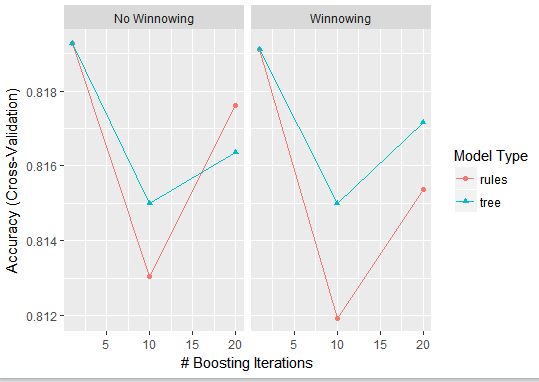 No Winnowing
Winnowing
Accuracy (Cross-Validation)
0.818
0.816
0.814
0.812
5
10
15
20
5
10
15
20
# Boosting Iterations
Model Type
rules
tree